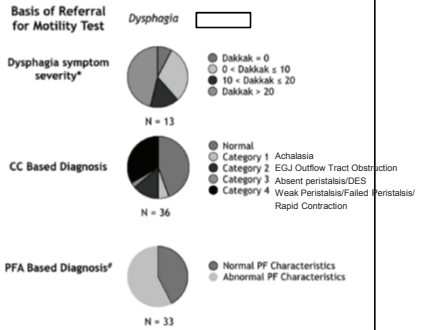 Basis of Referral
for Motility Test
Dysphagia
Dysphagia symptom
severity*
Dakkak = 0
0 < Dakkak ≤ 10
10 < Dakkak ≤ 20
Dakkak > 20
N = 13
CC Based Diagnosis
Normal
Category 1 Achalasia
Category 2 EGJ Outflow Tract Obstruction
Category 3 Absent peristalsis/DES
Category 4 Weak Peristalsis/Failed Peristalsis/
Rapid Contraction
N = 36
PFA Based Diagnosis#
Normal PF Characteristics
Abnormal PF Characteristics
N = 33